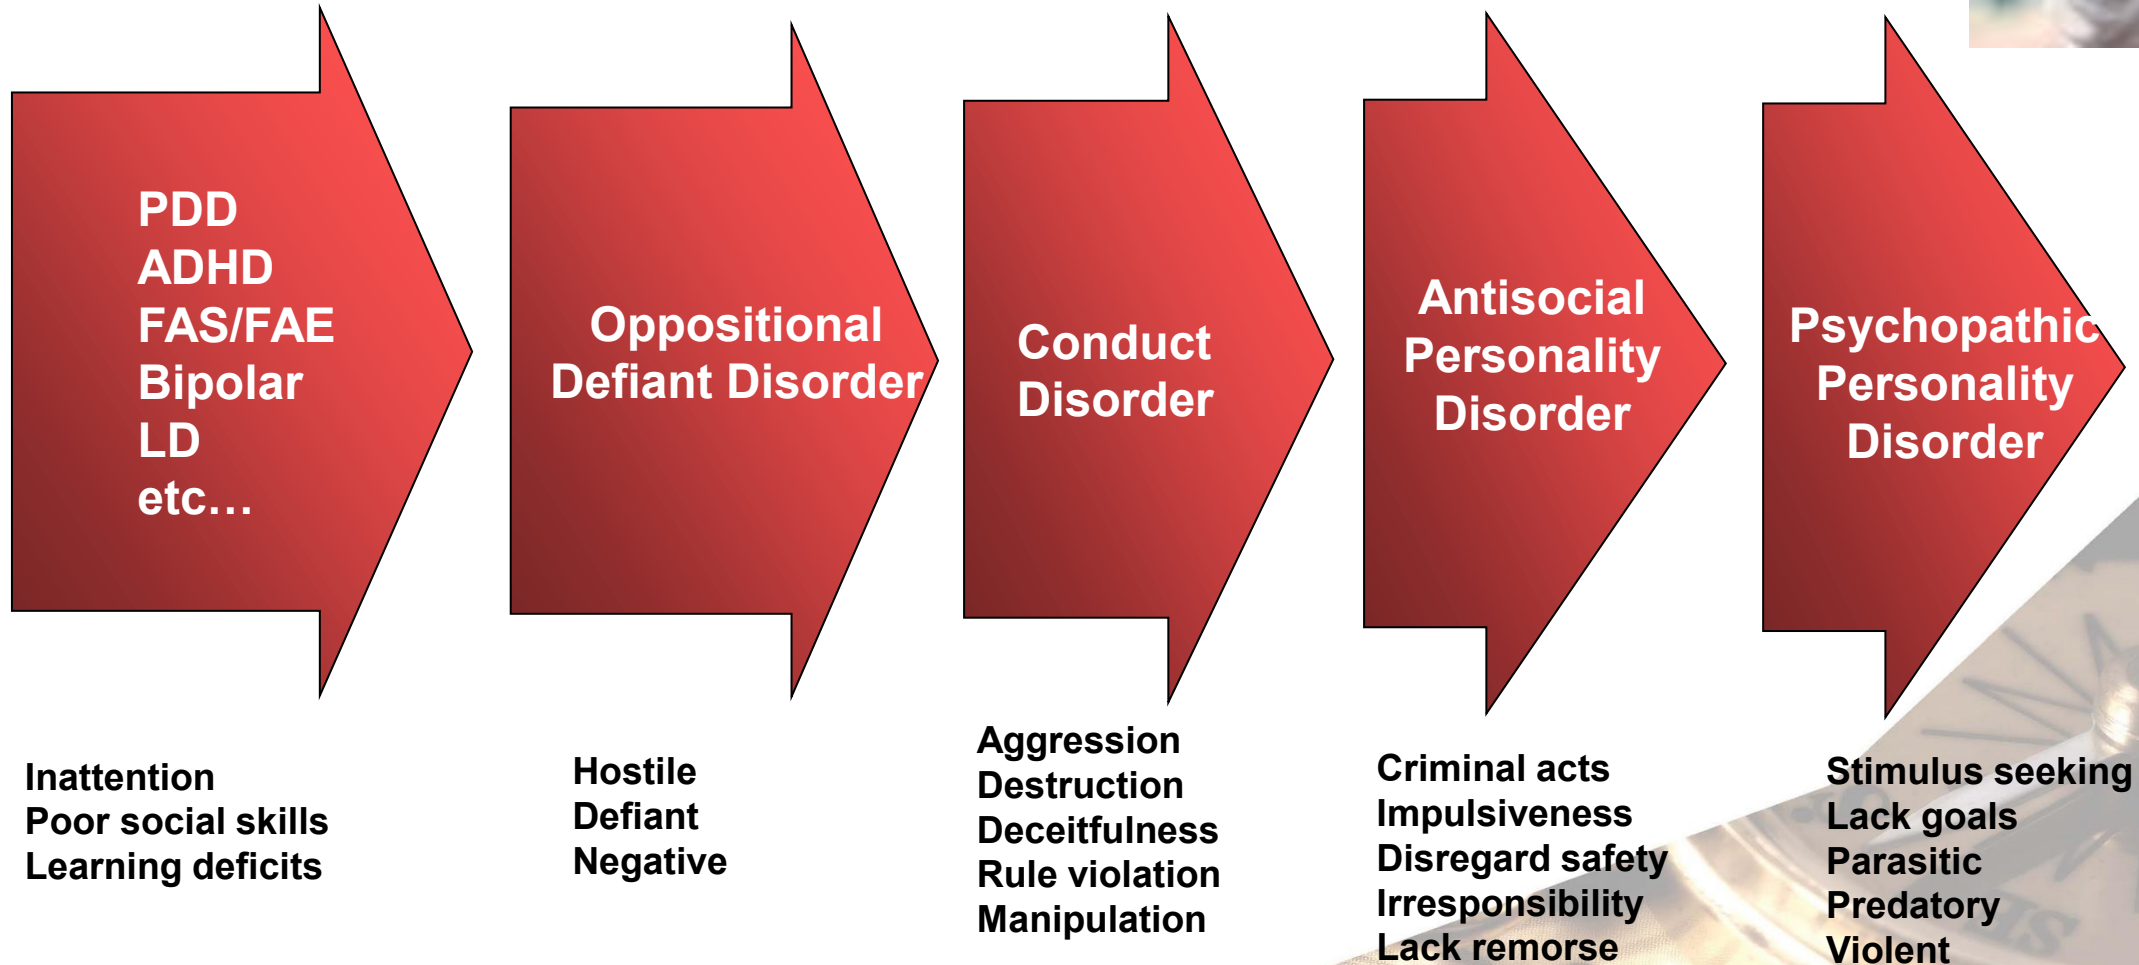 PDD
ADHD
FAS/FAE
Bipolar
LD
etc…
Oppositional
Defiant Disorder
Conduct
Disorder
Antisocial
Personality
Disorder
Psychopathic
Personality
Disorder
Inattention
Poor social skills
Learning deficits
Hostile
Defiant
Negative
Aggression
Destruction
Deceitfulness
Rule violation
Manipulation
Criminal acts
Impulsiveness
Disregard safety
Irresponsibility
Lack remorse
Stimulus seeking
Lack goals
Parasitic
Predatory
Violent